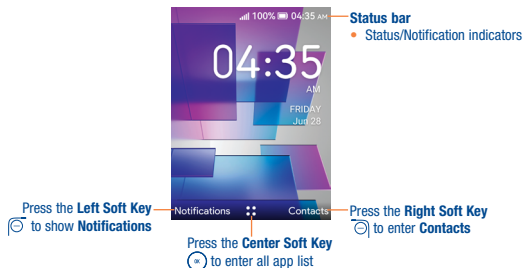 100% 04:35 AM
Status bar
• Status/Notification indicators
04:35
AM
FRIDAY
Jun 28
Notifications
Contacts
Press the Left Soft Key
to show Notifications
Press the Center Soft Key
OK to enter all app list
Press the Right Soft Key
to enter Contacts